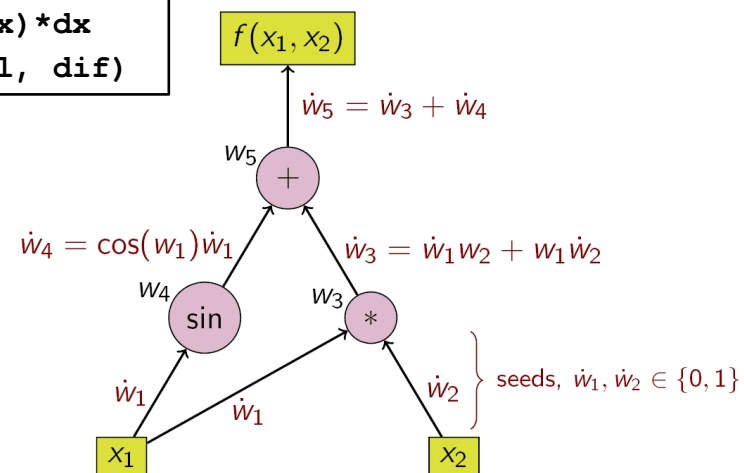 x)*dx
l, dif)
f(x₁, x₂)
ẇ₅ = ẇ₃ + ẇ₄
w₅
+
ẇ₄ = cos(w₁)ẇ₁
ẇ₃ = ẇ₁w₂ + w₁ẇ₂
w₄
sin
w₃
*
ẇ₁
ẇ₁
ẇ₂
seeds, ẇ₁, ẇ₂ ∈ {0, 1}
x₁
x₂